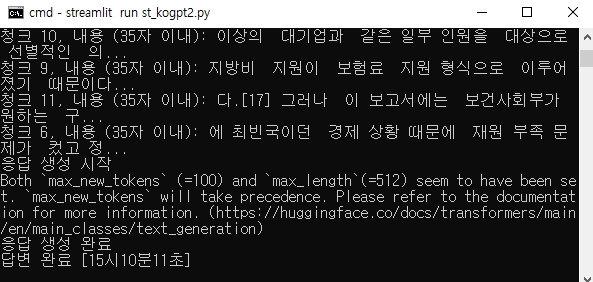 cmd - streamlit run st_kogpt2.py
청크 10, 내용 (35자 이내): 이상의 대기업과 같은 일부 인원을 대상으로
선별적인 의...
청크 9, 내용 (35자 이내): 지방비 지원이 보험료 지원 형식으로 이루어
졌기 때문이다...
청크 11, 내용 (35자 이내): 다.[17] 그러나 이 보고서에는 보건사회부가
원하는 구...
청크 6, 내용 (35자 이내): 에 최빈국이던 경제 상황 때문에 재원 부족 문
제가 컸고 정...
응답 생성 시작
Both `max_new_tokens` (=100) and `max_length`(=512) seem to have been se
t. `max_new_tokens` will take precedence. Please refer to the documentat
ion for more information. (https://huggingface.co/docs/transformers/main
/en/main_classes/text_generation)
응답 생성 완료
답변 완료 [15시10분11초]